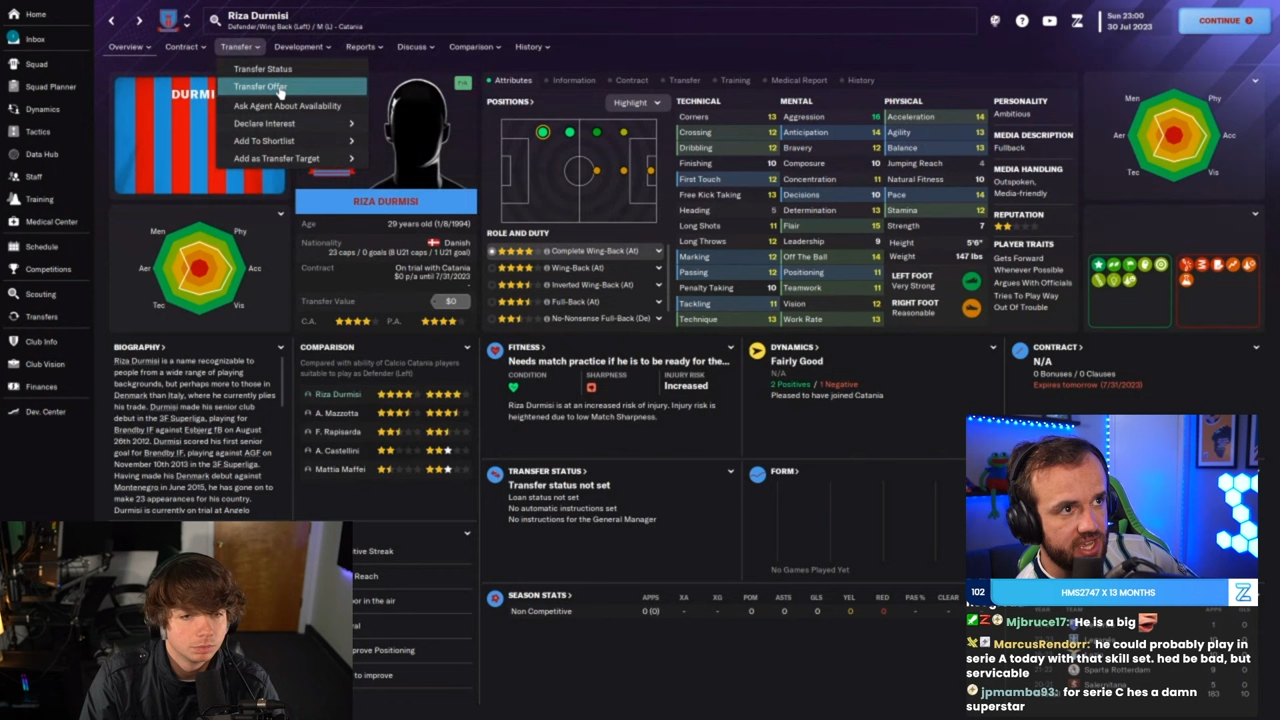 Home
Inbox
Squad
Squad Planner
Dynamics
Tactics
Data Hub
Staff
Training
Medical Center
Schedule
Competitions
Scouting
Transfers
Club Info
Club Vision
Finances
Dev. Center
Riza Durmisi
Defender/Wing Back (Left) / M (L) - Catania
Sun 23:00
30 Jul 2023
CONTINUE
Overview
Contract
Transfer
Development
Reports
Discuss
Comparison
History
Transfer Status
Transfer Offer
Ask Agent About Availability
Declare Interest
Add To Shortlist
Add as Transfer Target
DURMI
Men
Phy
Aer
Acc
Tec
Vis
RIZA DURMISI
Age 29 years old (1/8/1994)
Nationality Danish
23 caps / 0 goals (8 U21 caps / 1 U21 goal)
Contract On trial with Catania
$0 p/a until 7/31/2023
Transfer Value $0
C.A. P.A.
Attributes
Information
Contract
Transfer
Training
Medical Report
History
POSITIONS
Highlight
ROLE AND DUTY
Complete Wing-Back (At)
Wing-Back (At)
Inverted Wing-Back (At)
Full-Back (At)
No-Nonsense Full-Back (De)
TECHNICAL
Corners 13
Crossing 12
Dribbling 12
Finishing 10
First Touch 12
Free Kick Taking 13
Heading 5
Long Shots 11
Long Throws 12
Marking 12
Passing 12
Penalty Taking 10
Tackling 11
Technique 13
MENTAL
Aggression 16
Anticipation 14
Bravery 12
Composure 10
Concentration 11
Decisions 10
Determination 13
Flair 15
Leadership 9
Off The Ball 14
Positioning 11
Teamwork 11
Vision 12
Work Rate 13
PHYSICAL
Acceleration 14
Agility 13
Balance 13
Jumping Reach 4
Natural Fitness 10
Pace 14
Stamina 12
Strength 7
Height 5'6"
Weight 147 lbs
LEFT FOOT
Very Strong
RIGHT FOOT
Reasonable
PERSONALITY
Ambitious
MEDIA DESCRIPTION
Fairly Good
MEDIA HANDLING
Outspoken,
Media-friendly
REPUTATION
PLAYER TRAITS
Gets Forward
Whenever Possible
Argues With Officials
Tries To Play Way
Out Of Trouble
Men
Phy
Aer
Acc
Tec
Vis
BIOGRAPHY
Riza Durmisi is a name recognizable to
people from a wide range of playing
backgrounds, but perhaps more to those in
Denmark than Italy, where he currently plies
his trade. Durmisi made his senior club
debut in the 3F Superliga, playing for
Brøndby IF against Esbjerg fB on August
26th 2012. Durmisi scored his first senior
goal for Brøndby IF, playing against AGF on
November 10th 2013 in the 3F Superliga.
Having made his Denmark debut against
Montenegro in June 2015, he has gone on to
make 23 appearances for his country.
Durmisi is currently on trial at Angelo
COMPARISON
Compared with ability of Calcio Catania players
suitable to play as Defender (Left)
Riza Durmisi
A. Mazzotta
F. Rapisarda
A. Castellini
Mattia Maffei
FITNESS
Needs match practice if he is to be ready for the...
CONDITION
SHARPNESS
INJURY RISK
Increased
Riza Durmisi is at an increased risk of injury. Injury risk is
heightened due to low Match Sharpness.
DYNAMICS
Fairly Good
N/A
2 Positives / 1 Negative
Pleased to have joined Catania
CONTRACT
N/A
0 Bonuses / 0 Clauses
Expires tomorrow (7/31/2023)
TRANSFER STATUS
Transfer status not set
Loan status not set
No automatic instructions set
No instructions for the General Manager
FORM
No Games Played Yet
SEASON STATS
APPS XA XG POM ASTS GLS YEL RED PAS % CLEAR
Non Competitive 0 (0) - - 0 0 0 0 0 - -
tive Streak
Reach
or in the air
ral
prove Positioning
to improve
102 HMS2747 X 13 MONTHS
Mjbruce17: He is a big
MarcusRendorr: he could probably play in
serie A today with that skill set. hed be bad, but
servicable
jpmamba93: for serie C hes a damn
superstar